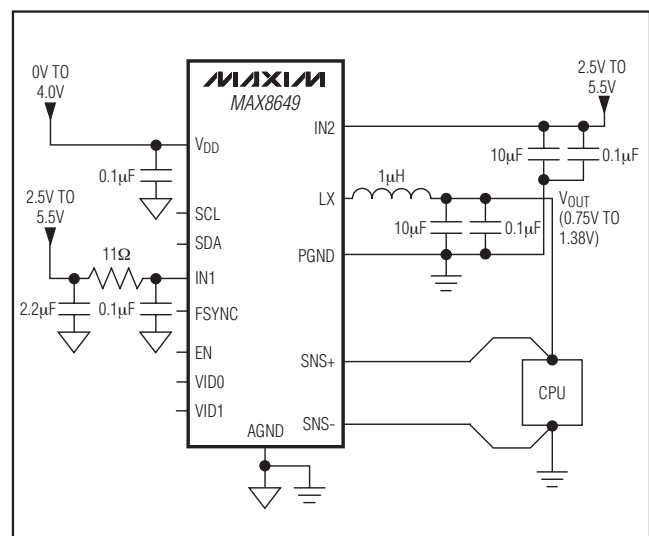 0V TO
4.0V
2.5V TO
5.5V
MAXIM
MAX8649
VDD
IN2
0.1µF
10µF
0.1µF
SCL
LX
1µH
VOUT
(0.75V TO
1.38V)
2.5V TO
5.5V
SDA
10µF
0.1µF
11Ω
PGND
IN1
2.2µF
0.1µF
FSYNC
EN
SNS+
VID0
CPU
VID1
SNS-
AGND